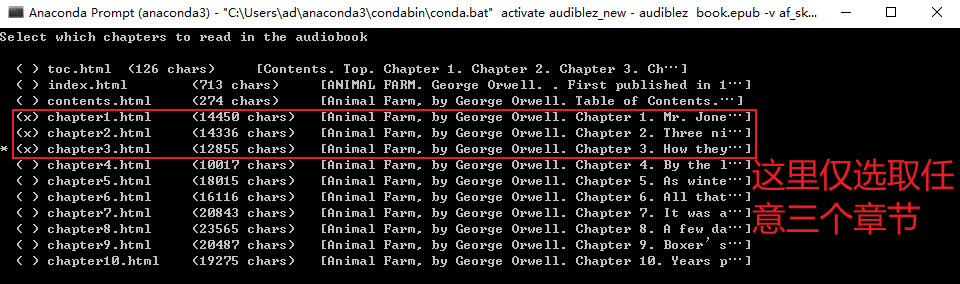 Anaconda Prompt (anaconda3) - "C:\Users\ad\anaconda3\condabin\conda.bat"  activate audiblez_new - audiblez  book.epub -v af_sk...
Select which chapters to read in the audiobook
( ) toc.html  (126 chars)     [Contents. Top. Chapter 1. Chapter 2. Chapter 3. Ch…]
( ) index.html     (713 chars)     [ANIMAL FARM. George Orwell. . First published in 1…]
( ) contents.html  (274 chars)     [Animal Farm, by George Orwell. Table of Contents.…]
(x) chapter1.html  (14450 chars)   [Animal Farm, by George Orwell. Chapter 1. Mr. Jone…]
(x) chapter2.html  (14336 chars)   [Animal Farm, by George Orwell. Chapter 2. Three ni…]
* (x) chapter3.html  (12855 chars)   [Animal Farm, by George Orwell. Chapter 3. How they…]
( ) chapter4.html  (10017 chars)   [Animal Farm, by George Orwell. Chapter 4. By the l…]
( ) chapter5.html  (18015 chars)   [Animal Farm, by George Orwell. Chapter 5. As winte…]
( ) chapter6.html  (16116 chars)   [Animal Farm, by George Orwell. Chapter 6. All that…]
( ) chapter7.html  (20843 chars)   [Animal Farm, by George Orwell. Chapter 7. It was a…]
( ) chapter8.html  (23565 chars)   [Animal Farm, by George Orwell. Chapter 8. A few da…]
( ) chapter9.html  (20487 chars)   [Animal Farm, by George Orwell. Chapter 9. Boxer's…]
( ) chapter10.html  (19275 chars)   [Animal Farm, by George Orwell. Chapter 10. Years p…]
这里仅选取任
意三个章节